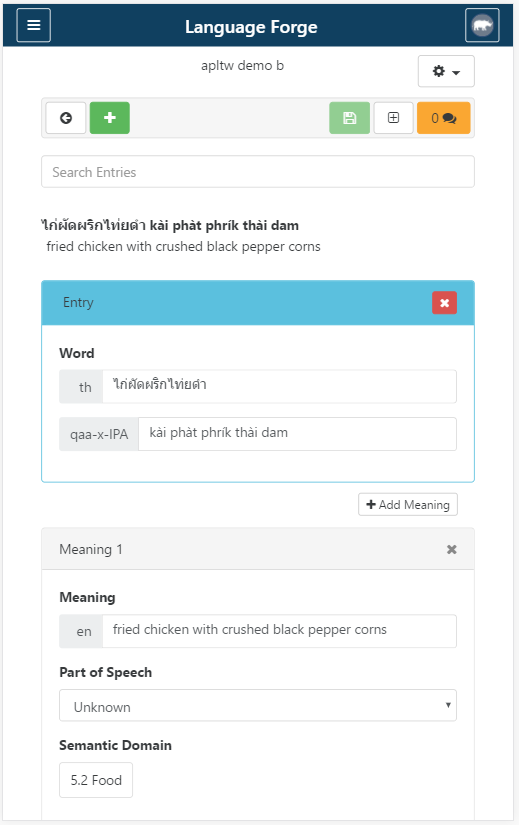 Language Forge
apltw demo b
0
Search Entries
ไก่ผัดผริกไท่ยดำ kài phàt phrík thài dam
fried chicken with crushed black pepper corns
Entry
Word
th ไก่ผัดผริกไท่ยดำ
qaa-x-IPA kài phàt phrík thài dam
Add Meaning
Meaning 1
Meaning
en fried chicken with crushed black pepper corns
Part of Speech
Unknown
Semantic Domain
5.2 Food